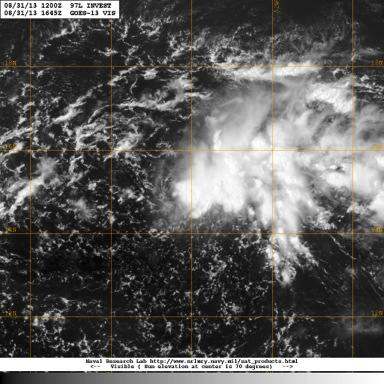 08/31/13 1200Z 97L INVEST
08/31/13 1645Z GOES-13 VIS
Naval Research Lab http://www.nrlmry.navy.mil/sat_products.html
<-- Visible ( Sun elevation at center is 70 degrees) -->